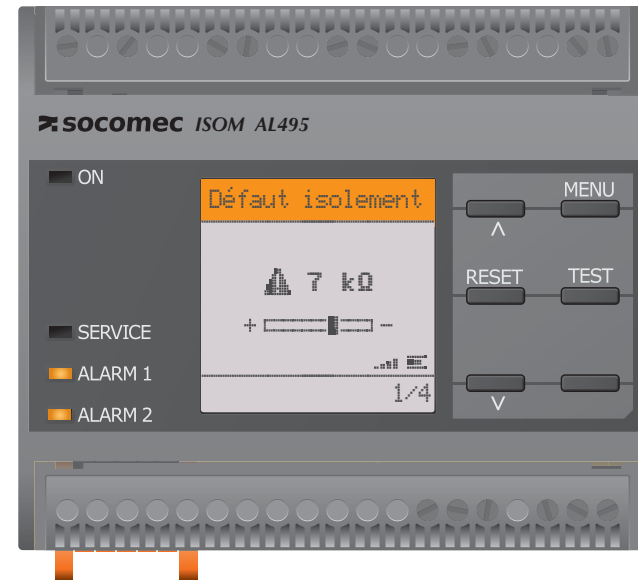 socomec ISOM AL495
ON
MENU
Défaut isolement
7 kΩ
RESET
TEST
+ -
SERVICE
ALARM 1
1/4
ALARM 2